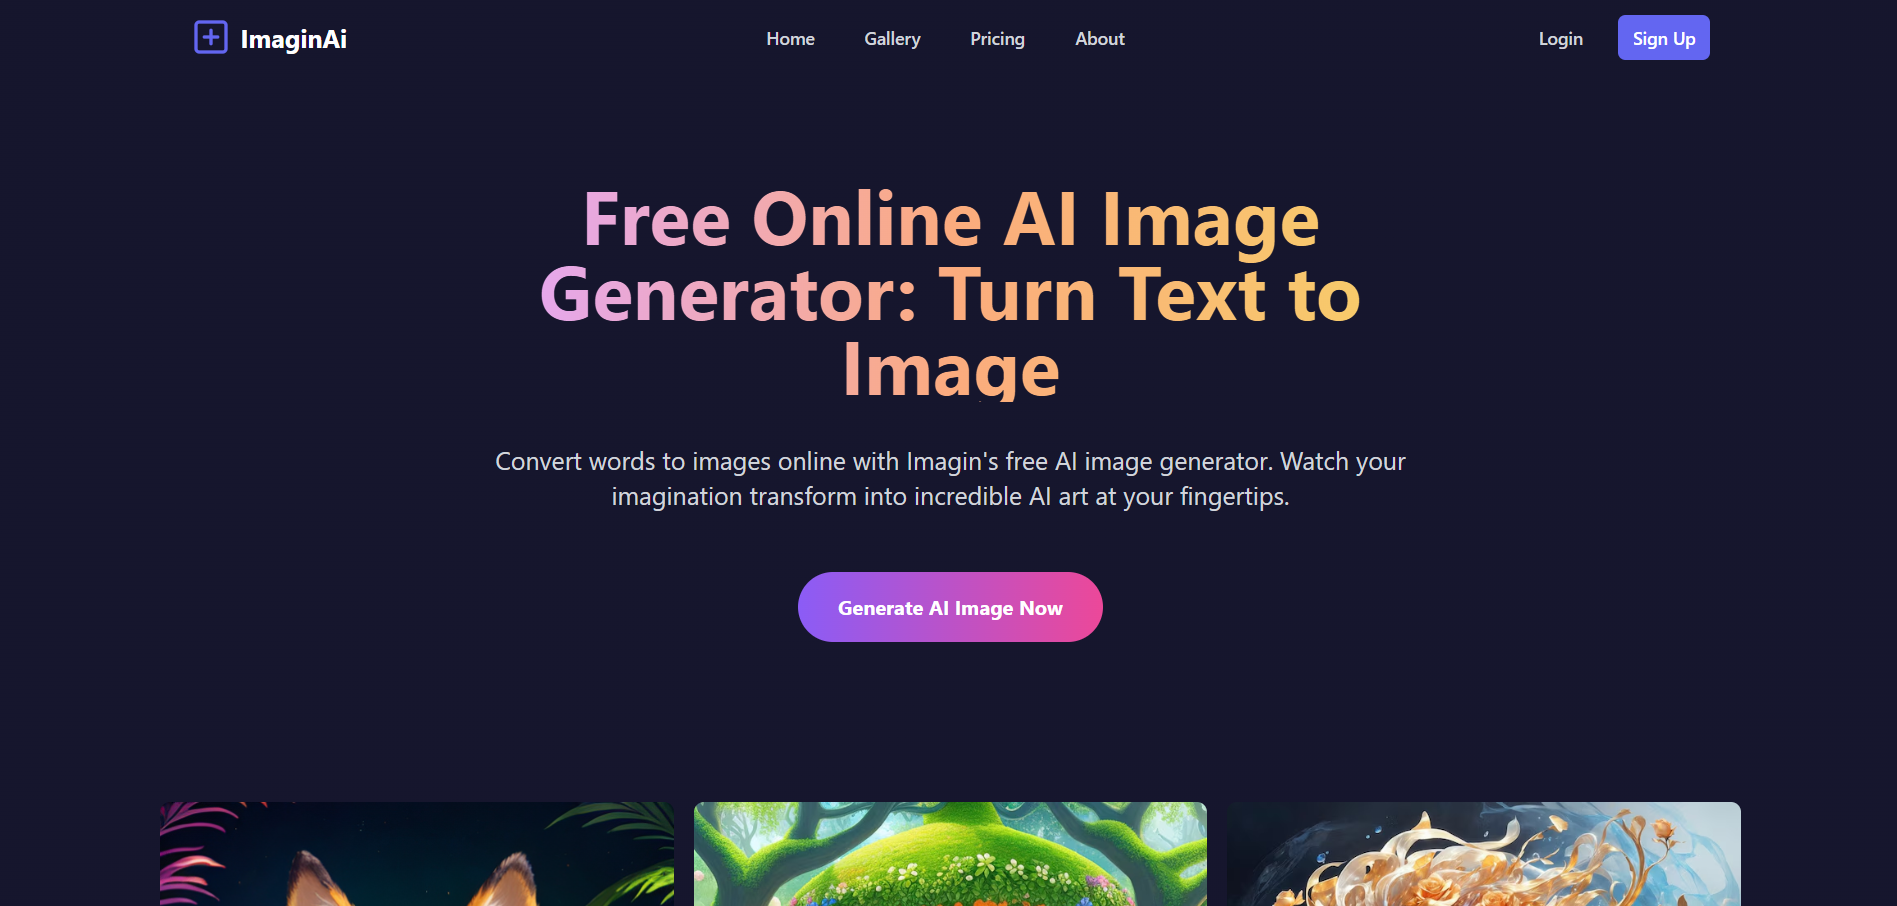 ImaginAi
Home
Gallery
Pricing
About
Login
Sign Up
Free Online AI Image
Generator: Turn Text to
Image
Convert words to images online with Imagin's free AI image generator. Watch your
imagination transform into incredible AI art at your fingertips.
Generate AI Image Now